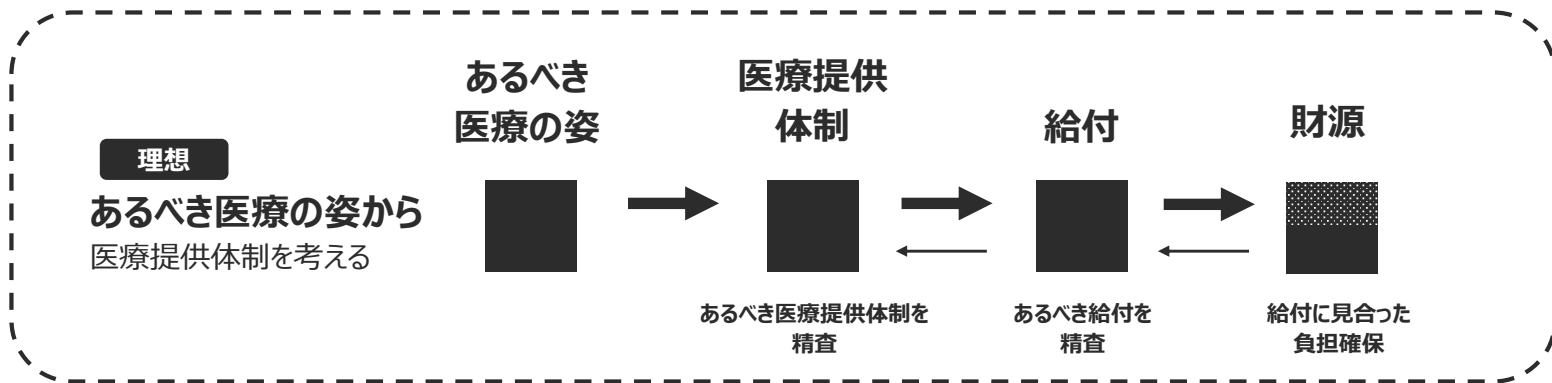 あるべき
医療の姿
医療提供
体制
給付
財源
理想
あるべき医療の姿から
医療提供体制を考える
あるべき医療提供体制を
精査
あるべき給付を
精査
給付に見合った
負担確保